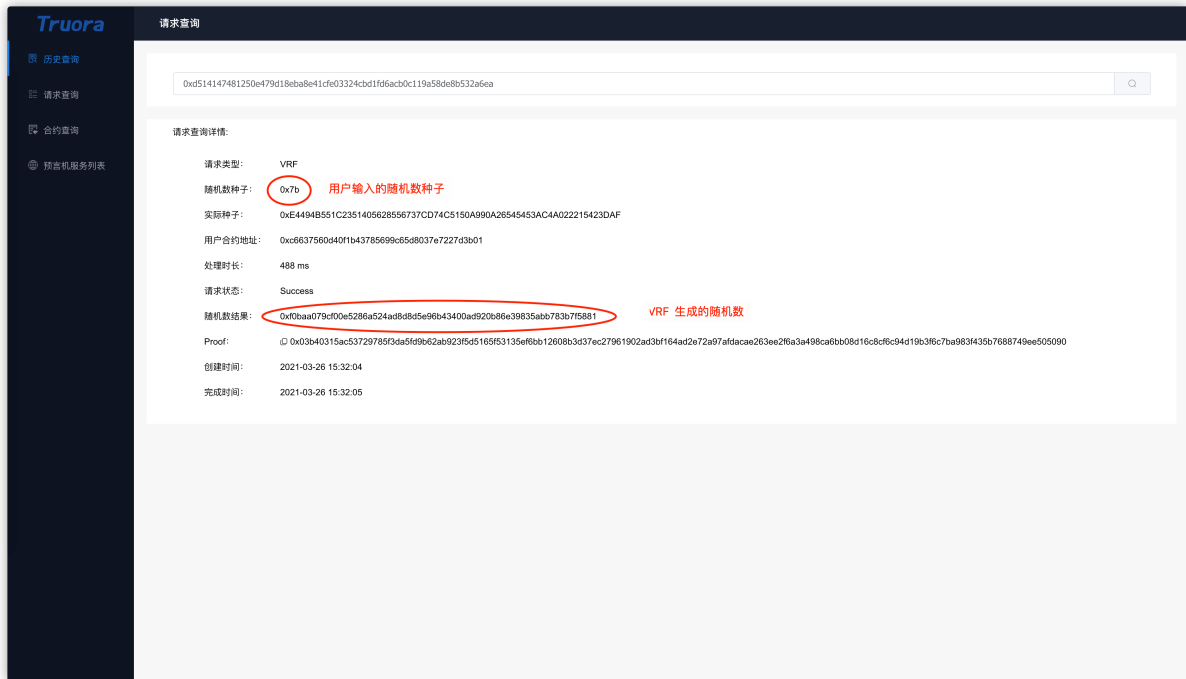 Truora
请求查询
历史查询
请求查询
合约查询
预言机服务列表
0xd514147481250e479d18eba8e41cfe03324cbd1fd6acb0c119a58de8b532a6ea
请求查询详情:
请求类型: VRF
随机数种子: 0x7b 用户输入的随机数种子
实际种子: 0xE4494B551C2351405628556737CD74C5150A990A26545453AC4A022215423DAF
用户合约地址: 0xc6637560d40f1b43785699c65d8037e7227d3b01
处理时长: 488 ms
请求状态: Success
随机数结果: 0xf0baa079cf00e5286a524ad8d8d5e96b43400ad920b86e39835abb783b7f5881 VRF 生成的随机数
Proof: 0x03b40315ac53729785f3da5fd9b62ab923f5d5165f53135ef6bb12608b3d37ec27961902ad3bf164ad2e72a97afdacae263ee2f6a3a498ca6bb08d16c8cf6c94d19b3f6c7ba983f435b7688749ee505090
创建时间: 2021-03-26 15:32:04
完成时间: 2021-03-26 15:32:05